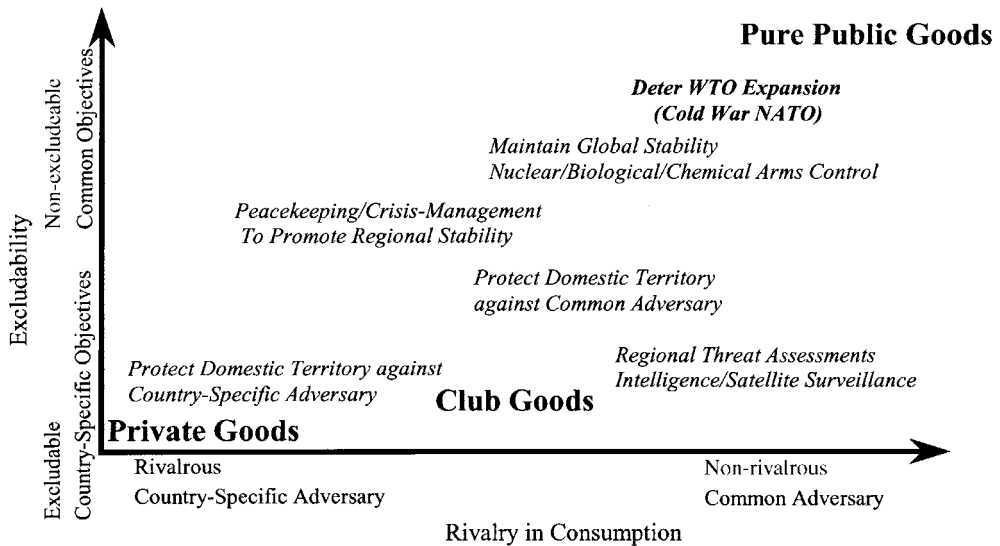 Pure Public Goods
Deter WTO Expansion
(Cold War NATO)
Maintain Global Stability
Nuclear/Biological/Chemical Arms Control
Peacekeeping/Crisis-Management
To Promote Regional Stability
Protect Domestic Territory
against Common Adversary
Regional Threat Assessments
Intelligence/Satellite Surveillance
Protect Domestic Territory against
Country-Specific Adversary
Club Goods
Private Goods
Excludability
Non-excludeable
Common Objectives
Excludable
Country-Specific Objectives
Rivalrous
Country-Specific Adversary
Non-rivalrous
Common Adversary
Rivalry in Consumption